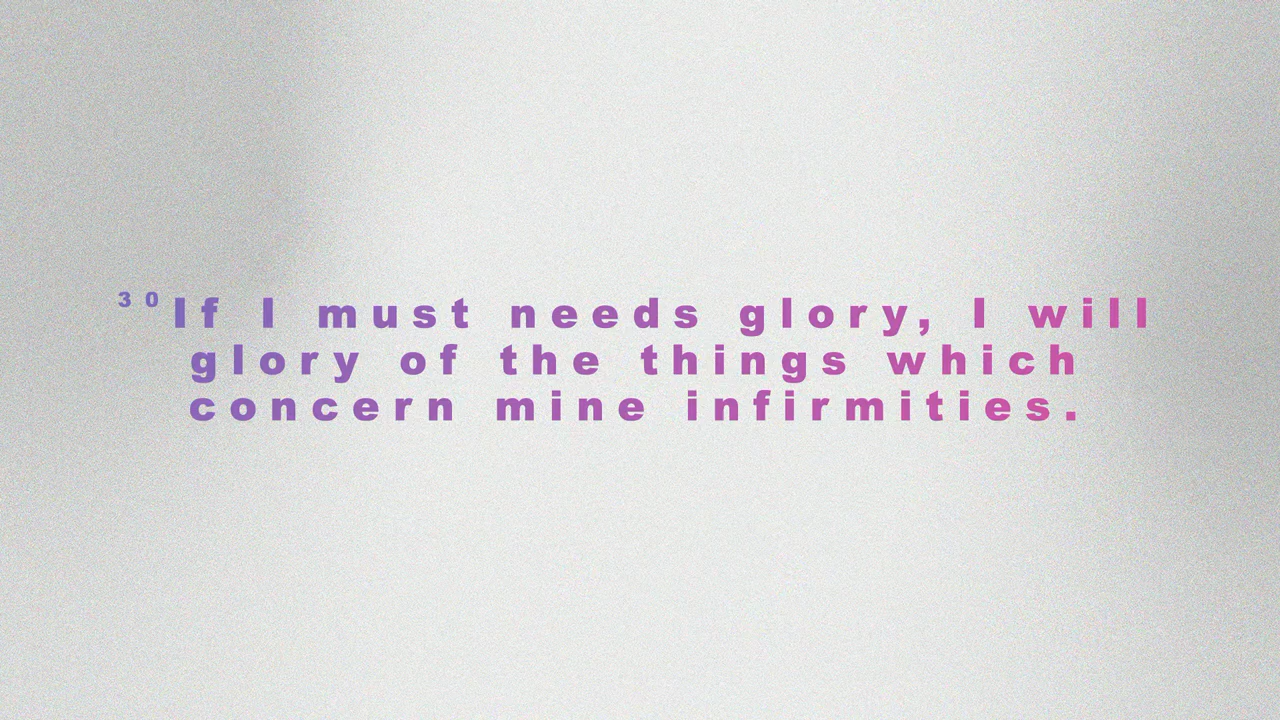 ³⁰If I must needs glory, I will
glory of the things which
concern mine infirmities.